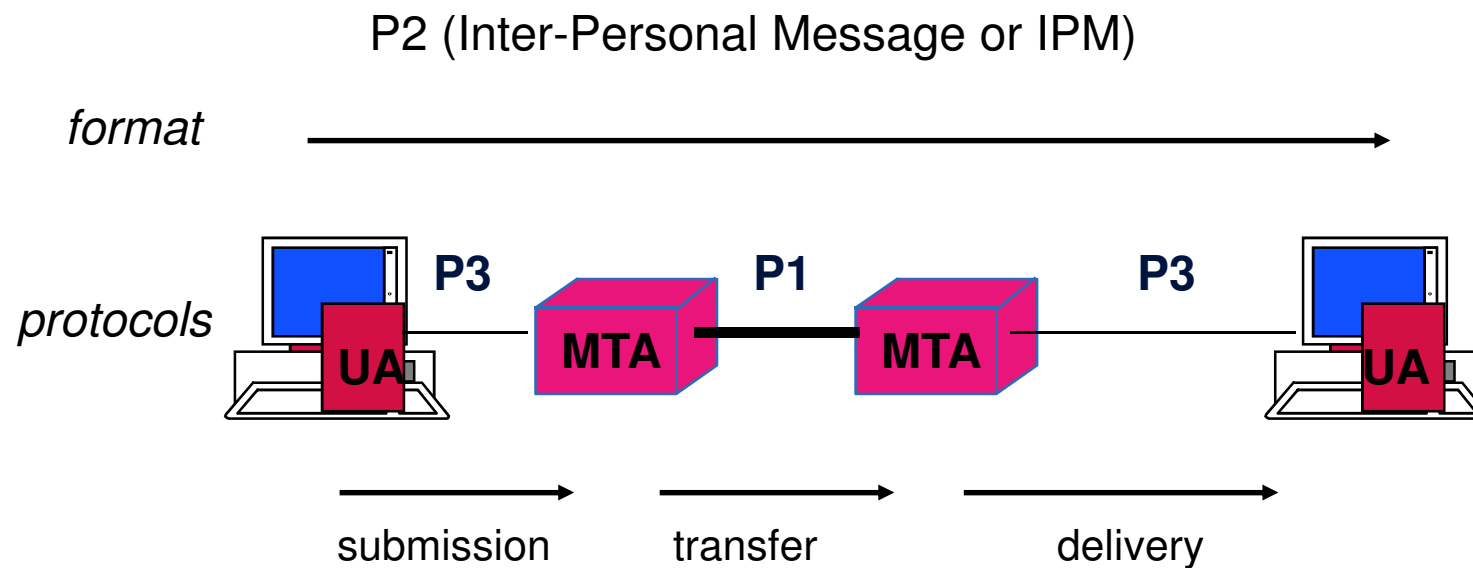 P2 (Inter-Personal Message or IPM)
format
P3 P1 P3
protocols
UA MTA MTA UA
submission transfer delivery